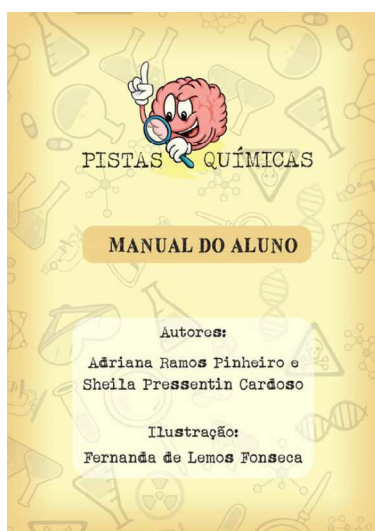 PISTAS QUÍMICAS
MANUAL DO ALUNO
Autores:
Adriana Ramos Pinheiro e
Sheila Pressentin Cardoso
Ilustração:
Fernanda de Lemos Fonseca